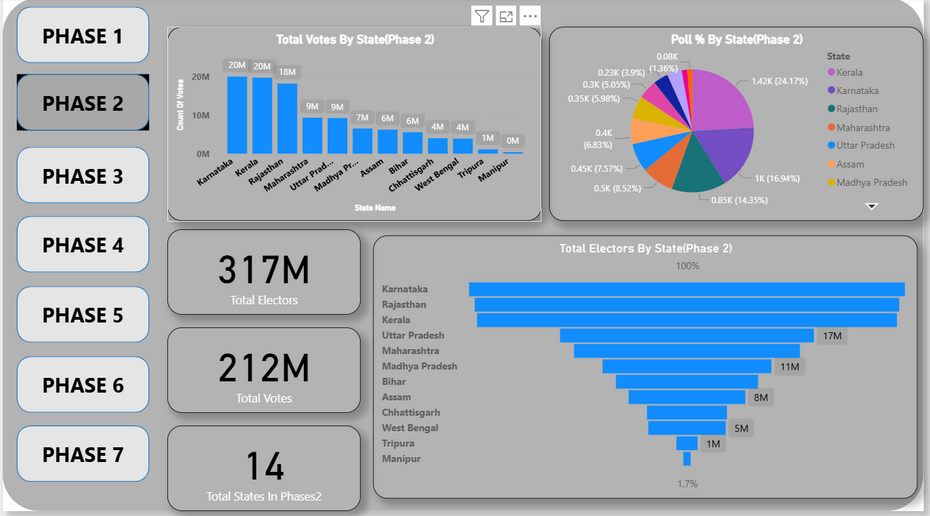 PHASE 1
PHASE 2
PHASE 3
PHASE 4
PHASE 5
PHASE 6
PHASE 7
Total Votes By State(Phase 2)
Count Of Votes
20M
10M
0M
20M
20M
18M
9M
9M
7M
6M
6M
4M
4M
1M
0M
Karnataka
Kerala
Rajasthan
Maharashtra
Uttar Prad...
Madhya Pr...
Assam
Bihar
Chhattisgarh
West Bengal
Tripura
Manipur
State Name
Poll % By State(Phase 2)
0.08K
(1.36%)
0.23K (3.9%)
0.3K (5.05%)
0.35K (5.98%)
0.4K
(6.83%)
0.45K (7.57%)
0.5K (8.52%)
0.85K (14.35%)
1K (16.94%)
1.42K (24.17%)
State
Kerala
Karnataka
Rajasthan
Maharashtra
Uttar Pradesh
Assam
Madhya Pradesh
317M
Total Electors
212M
Total Votes
14
Total States In Phases2
Total Electors By State(Phase 2)
100%
Karnataka
Rajasthan
Kerala
Uttar Pradesh
17M
Maharashtra
Madhya Pradesh
11M
Bihar
Assam
8M
Chhattisgarh
West Bengal
5M
Tripura
1M
Manipur
1.7%